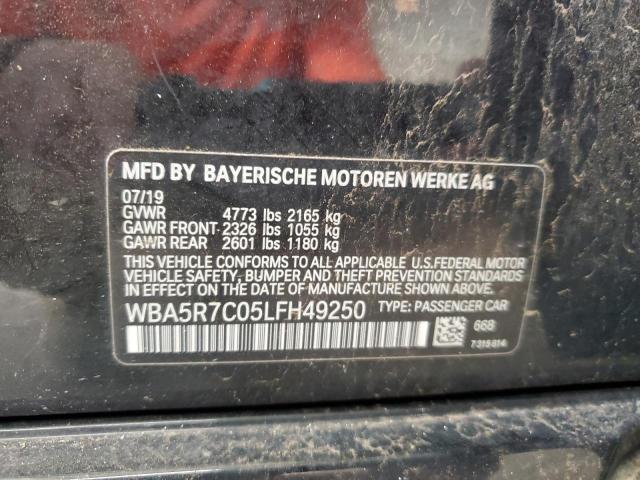 MFD BY BAYERISCHE MOTOREN WERKE AG
07/19
GVWR 4773 lbs 2165 kg
GAWR FRONT 2326 lbs 1055 kg
GAWR REAR 2601 lbs 1180 kg
THIS VEHICLE CONFORMS TO ALL APPLICABLE U.S.FEDERAL MOTOR
VEHICLE SAFETY, BUMPER AND THEFT PREVENTION STANDARDS
IN EFFECT ON THE DATE OF MANUFACTURE SHOWN ABOVE.
WBA5R7C05LFH49250 TYPE: PASSENGER CAR
668
7315814